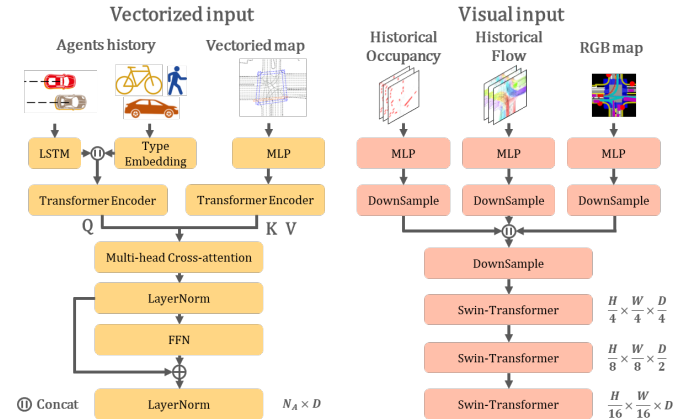 Vectorized input
Agents history
Vectoried map
LSTM
Type
Embedding
MLP
Transformer Encoder
Transformer Encoder
Q
K V
Multi-head Cross-attention
LayerNorm
FFN
LayerNorm
N_A × D
Concat
Visual input
Historical
Occupancy
Historical
Flow
RGB map
MLP
MLP
MLP
DownSample
DownSample
DownSample
DownSample
Swin-Transformer
H/4 × W/4 × D/4
Swin-Transformer
H/8 × W/8 × D/2
Swin-Transformer
H/16 × W/16 × D